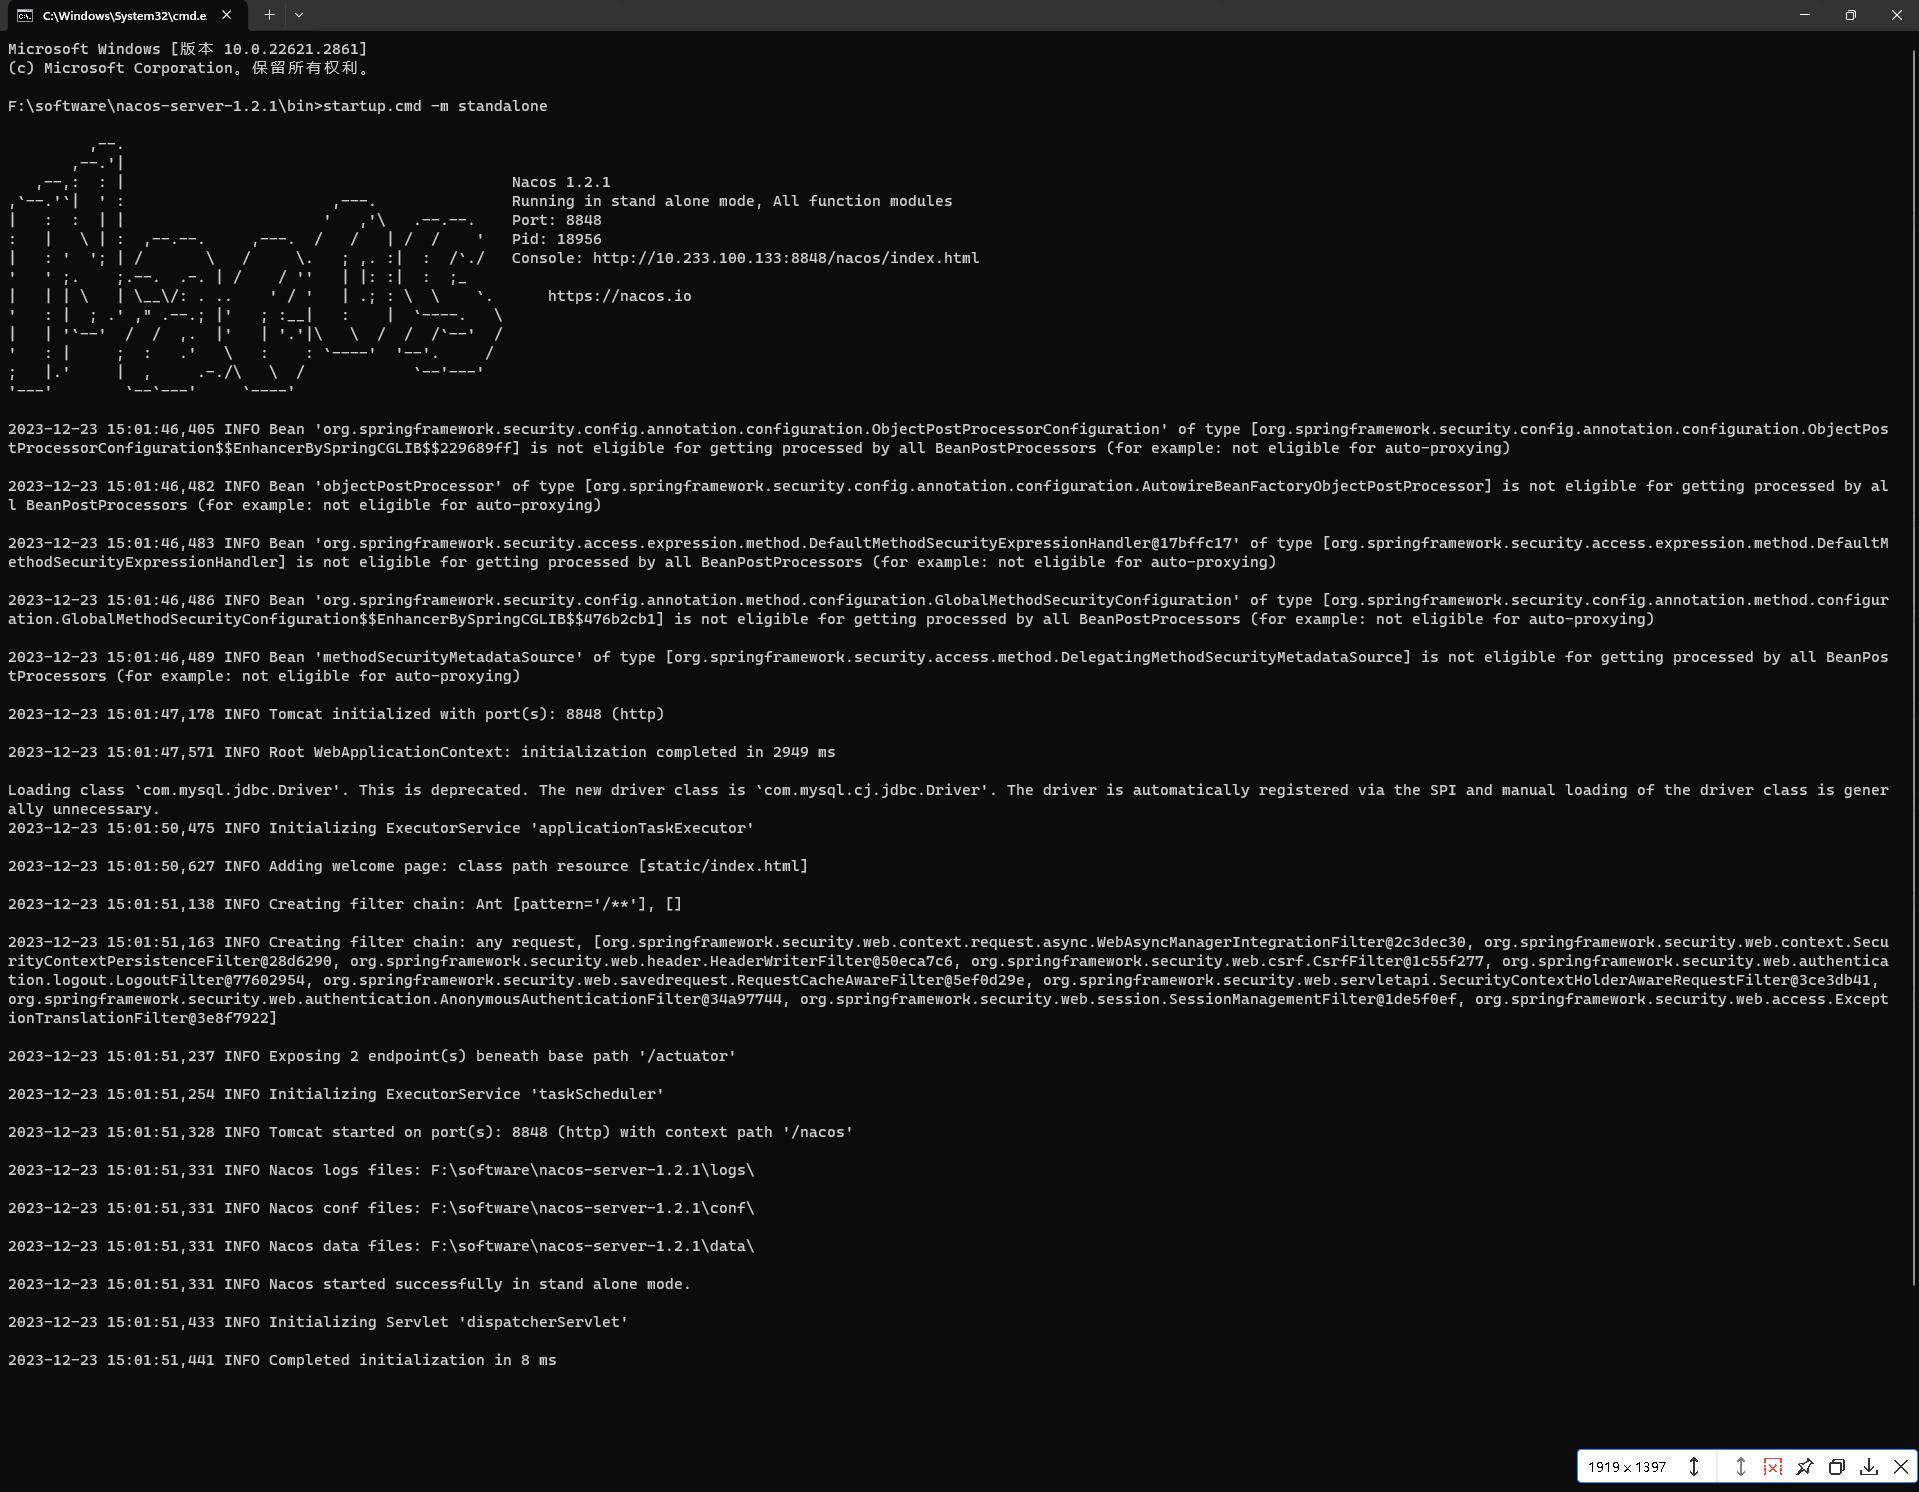 C:\Windows\System32\cmd.e
Microsoft Windows [版本 10.0.22621.2861]
(c) Microsoft Corporation。保留所有权利。
F:\software\nacos-server-1.2.1\bin>startup.cmd -m standalone
Nacos 1.2.1
Running in stand alone mode, All function modules
Port: 8848
Pid: 18956
Console: http://10.233.100.133:8848/nacos/index.html
https://nacos.io
2023-12-23 15:01:46,405 INFO Bean 'org.springframework.security.config.annotation.configuration.ObjectPostProcessorConfiguration' of type [org.springframework.security.config.annotation.configuration.ObjectPos
tProcessorConfiguration$$EnhancerBySpringCGLIB$$229689ff] is not eligible for getting processed by all BeanPostProcessors (for example: not eligible for auto-proxying)
2023-12-23 15:01:46,482 INFO Bean 'objectPostProcessor' of type [org.springframework.security.config.annotation.configuration.AutowireBeanFactoryObjectPostProcessor] is not eligible for getting processed by al
l BeanPostProcessors (for example: not eligible for auto-proxying)
2023-12-23 15:01:46,483 INFO Bean 'org.springframework.security.access.expression.method.DefaultMethodSecurityExpressionHandler@17bffc17' of type [org.springframework.security.access.expression.method.DefaultM
ethodSecurityExpressionHandler] is not eligible for getting processed by all BeanPostProcessors (for example: not eligible for auto-proxying)
2023-12-23 15:01:46,486 INFO Bean 'org.springframework.security.config.annotation.method.configuration.GlobalMethodSecurityConfiguration' of type [org.springframework.security.config.annotation.method.configur
ation.GlobalMethodSecurityConfiguration$$EnhancerBySpringCGLIB$$476b2cb1] is not eligible for getting processed by all BeanPostProcessors (for example: not eligible for auto-proxying)
2023-12-23 15:01:46,489 INFO Bean 'methodSecurityMetadataSource' of type [org.springframework.security.access.method.DelegatingMethodSecurityMetadataSource] is not eligible for getting processed by all BeanPos
tProcessors (for example: not eligible for auto-proxying)
2023-12-23 15:01:47,178 INFO Tomcat initialized with port(s): 8848 (http)
2023-12-23 15:01:47,571 INFO Root WebApplicationContext: initialization completed in 2949 ms
Loading class `com.mysql.jdbc.Driver'. This is deprecated. The new driver class is `com.mysql.cj.jdbc.Driver'. The driver is automatically registered via the SPI and manual loading of the driver class is gener
ally unnecessary.
2023-12-23 15:01:50,475 INFO Initializing ExecutorService 'applicationTaskExecutor'
2023-12-23 15:01:50,627 INFO Adding welcome page: class path resource [static/index.html]
2023-12-23 15:01:51,138 INFO Creating filter chain: Ant [pattern='/**'], []
2023-12-23 15:01:51,163 INFO Creating filter chain: any request, [org.springframework.security.web.context.request.async.WebAsyncManagerIntegrationFilter@2c3dec30, org.springframework.security.web.context.Secu
rityContextPersistenceFilter@28d6290, org.springframework.security.web.header.HeaderWriterFilter@50eca7c6, org.springframework.security.web.csrf.CsrfFilter@1c55f277, org.springframework.security.web.authentica
tion.logout.LogoutFilter@77602954, org.springframework.security.web.savedrequest.RequestCacheAwareFilter@5ef0d29e, org.springframework.security.web.servletapi.SecurityContextHolderAwareRequestFilter@3ce3db41,
org.springframework.security.web.authentication.AnonymousAuthenticationFilter@34a97744, org.springframework.security.web.session.SessionManagementFilter@1de5f0ef, org.springframework.security.web.access.Except
ionTranslationFilter@3e8f7922]
2023-12-23 15:01:51,237 INFO Exposing 2 endpoint(s) beneath base path '/actuator'
2023-12-23 15:01:51,254 INFO Initializing ExecutorService 'taskScheduler'
2023-12-23 15:01:51,328 INFO Tomcat started on port(s): 8848 (http) with context path '/nacos'
2023-12-23 15:01:51,331 INFO Nacos logs files: F:\software\nacos-server-1.2.1\logs\
2023-12-23 15:01:51,331 INFO Nacos conf files: F:\software\nacos-server-1.2.1\conf\
2023-12-23 15:01:51,331 INFO Nacos data files: F:\software\nacos-server-1.2.1\data\
2023-12-23 15:01:51,331 INFO Nacos started successfully in stand alone mode.
2023-12-23 15:01:51,433 INFO Initializing Servlet 'dispatcherServlet'
2023-12-23 15:01:51,441 INFO Completed initialization in 8 ms
1919 × 1397